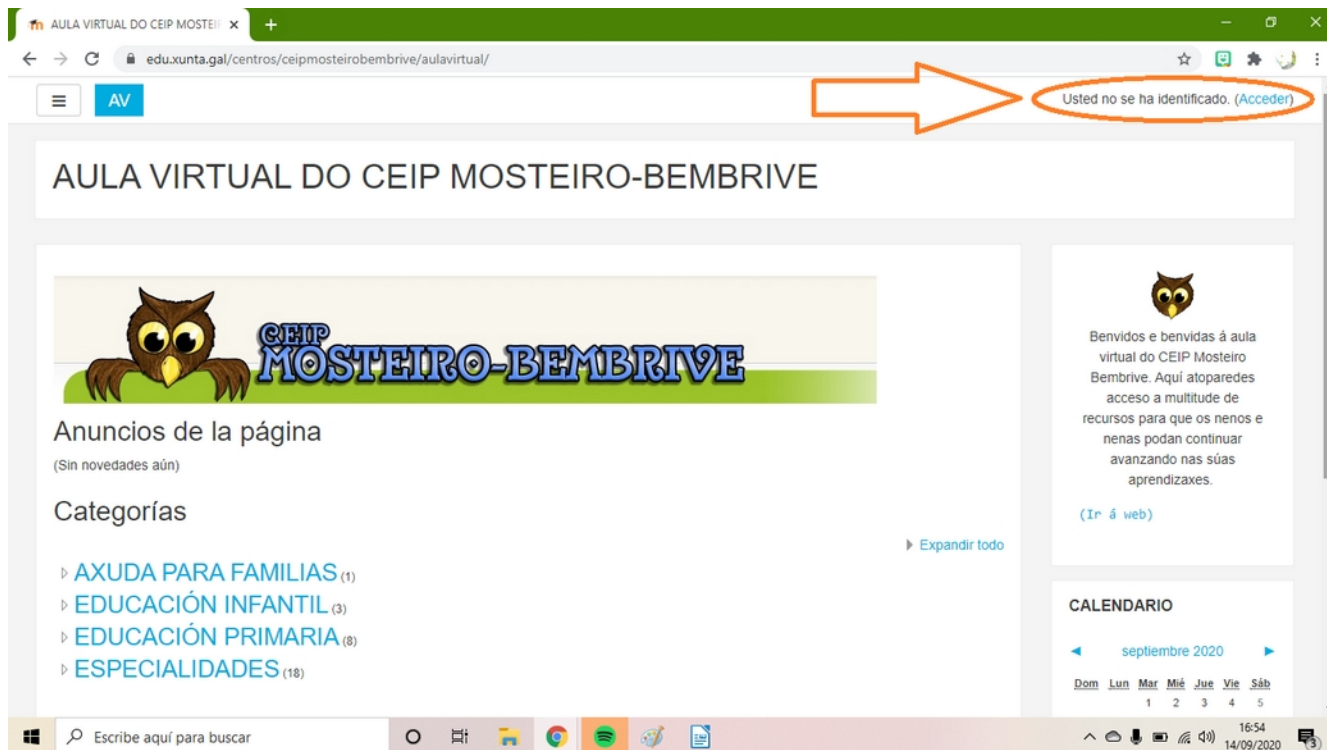 AULA VIRTUAL DO CEIP MOSTEI
edu.xunta.gal/centros/ceipmosteirobembrive/aulavirtual/
AV
Usted no se ha identificado. (Acceder)
AULA VIRTUAL DO CEIP MOSTEIRO-BEMBRIVE
CEIP
MOSTEIRO-BEMBRIVE
Anuncios de la página
(Sin novedades aún)
Categorías
Expandir todo
AXUDA PARA FAMILIAS (1)
EDUCACIÓN INFANTIL (3)
EDUCACIÓN PRIMARIA (8)
ESPECIALIDADES (18)
Benvidos e benvidas á aula
virtual do CEIP Mosteiro
Bembrive. Aquí atoparedes
acceso a multitude de
recursos para que os nenos e
nenas podan continuar
avanzando nas súas
aprendizaxes.
(Ir á web)
CALENDARIO
septiembre 2020
Dom Lun Mar Mié Jue Vie Sáb
1 2 3 4 5
Escribe aquí para buscar
16:54
14/09/2020
3